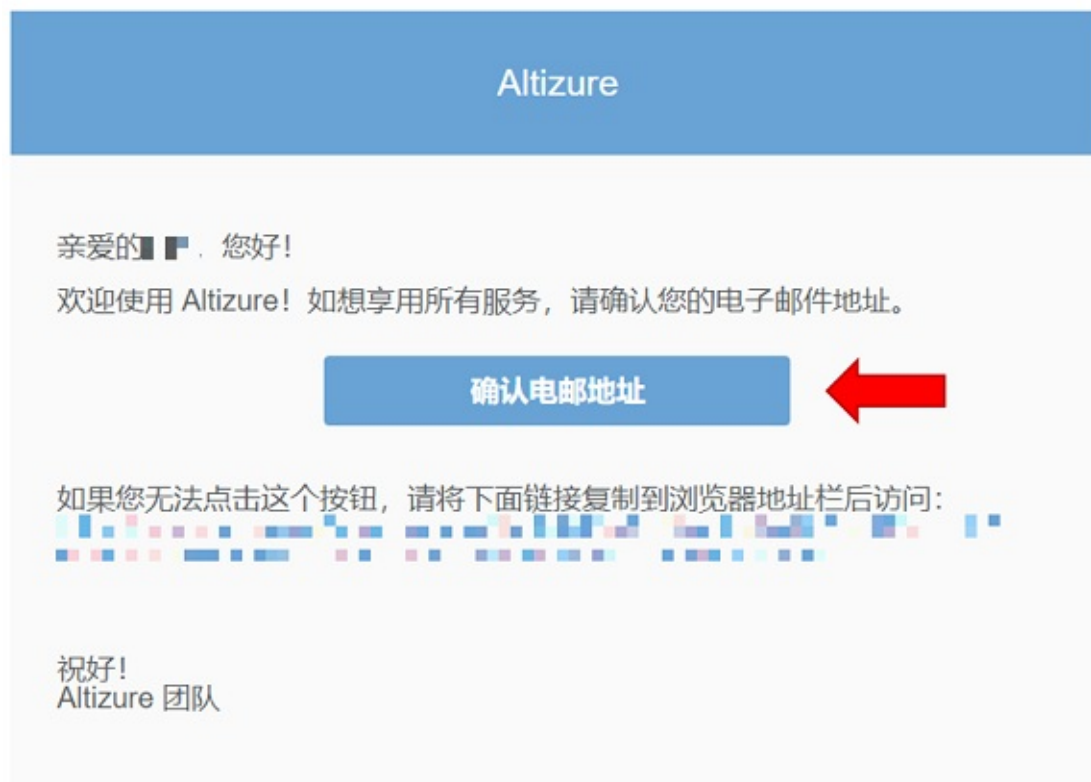 Altizure
亲爱的 , 您好！
欢迎使用 Altizure！如想享用所有服务，请确认您的电子邮件地址。
确认电邮地址
如果您无法点击这个按钮，请将下面链接复制到浏览器地址栏后访问：
祝好！
Altizure 团队